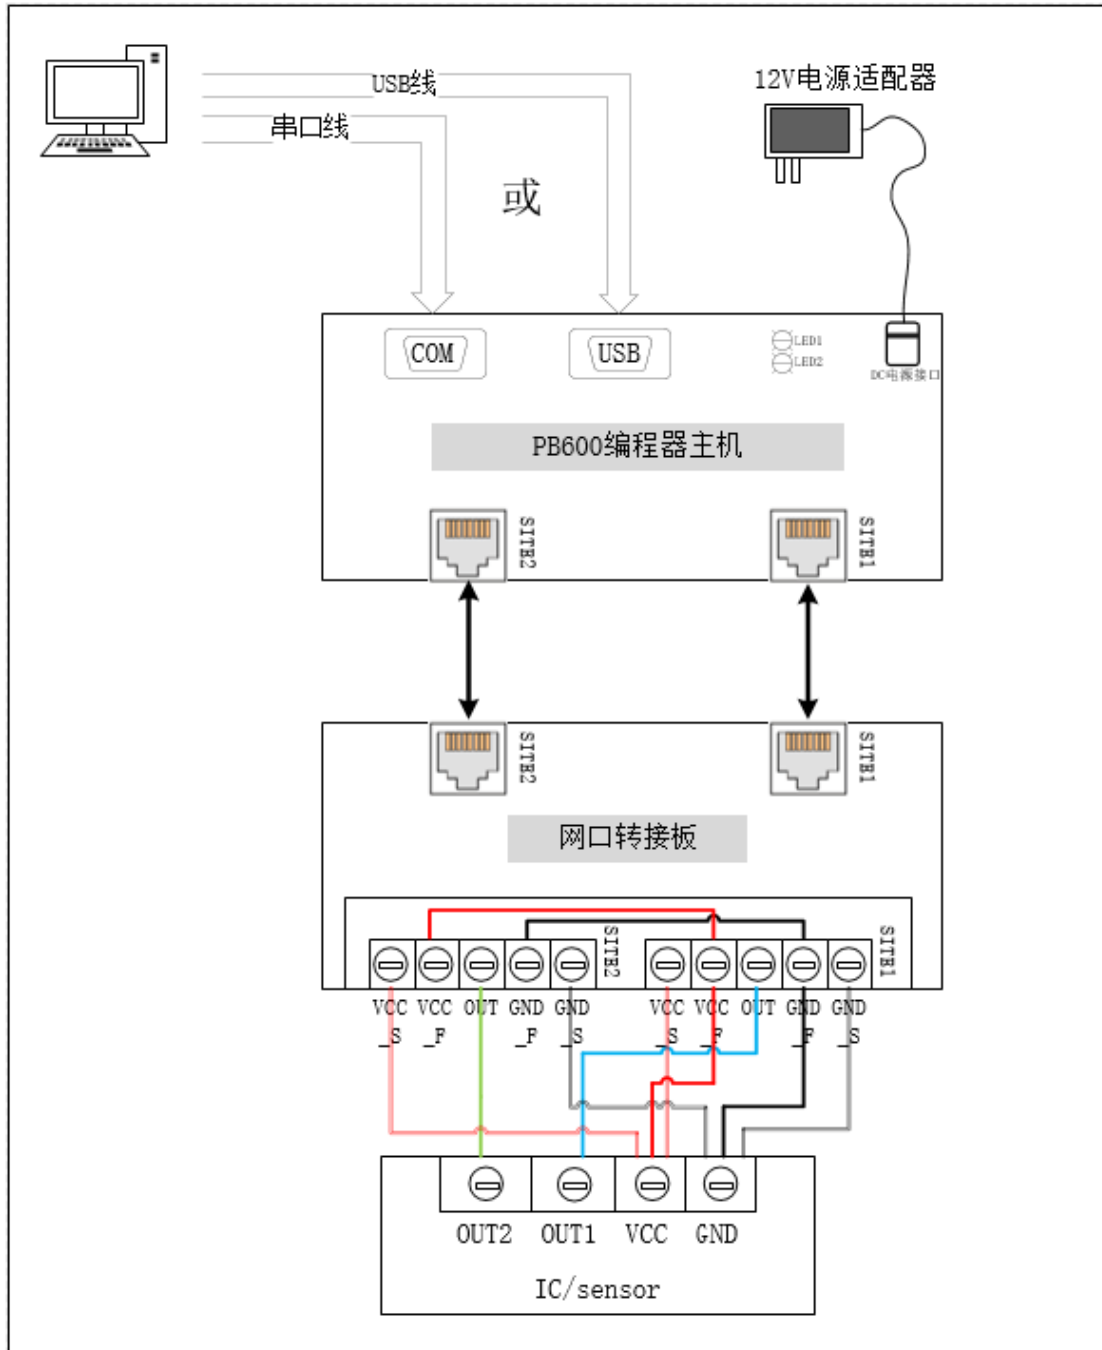 USB线
串口线
或
12V电源适配器
COM
USB
LED1
LED2
DC电源接口
PB600编程器主机
SITE2
SITE1
SITE2
SITE1
网口转接板
SITE2
SITE1
VCC VCC OUT GND GND
_S _F _F _S
VCC VCC OUT GND GND
_S _F _F _S
OUT2 OUT1 VCC GND
IC/sensor